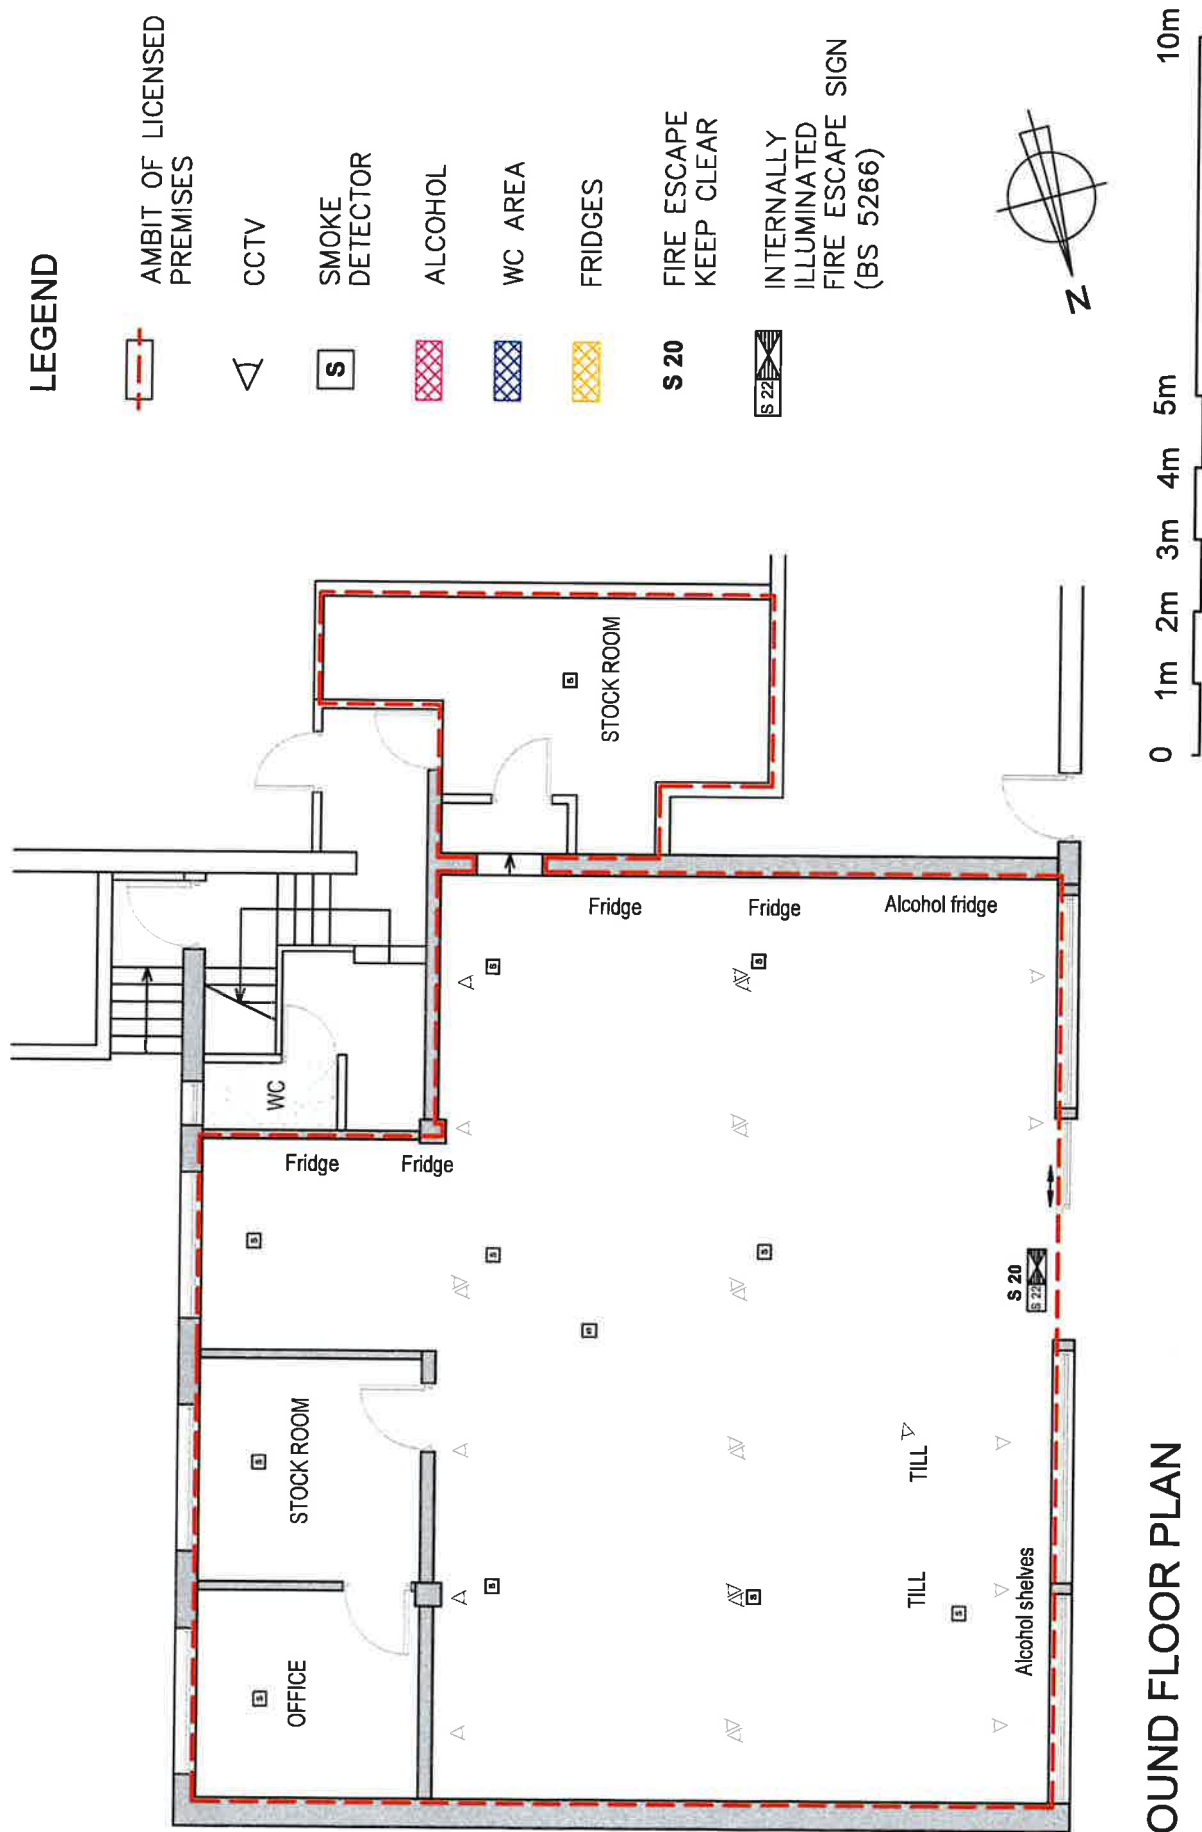 LEGEND
AMBIT OF LICENSED
PREMISES
CCTV
S
SMOKE
DETECTOR
ALCOHOL
WC AREA
FRIDGES
S 20
FIRE ESCAPE
KEEP CLEAR
S 22
INTERNALLY
ILLUMINATED
FIRE ESCAPE SIGN
(BS 5266)
N
OFFICE
S
STOCK ROOM
S
S
Fridge
Fridge
WC
STOCK ROOM
S
Fridge
Fridge
Alcohol fridge
S
S
S
S
S
S
S
S
S
TILL
TILL
Alcohol shelves
S 20
S 22
OUND FLOOR PLAN
0 1m 2m 3m 4m 5m 10m